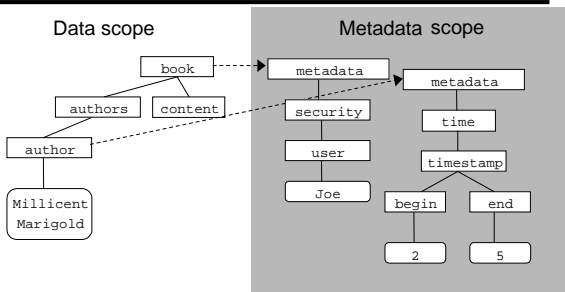 Data scope
Metadata scope
book
metadata
metadata
authors
content
security
time
author
user
timestamp
Millicent
Marigold
Joe
begin
end
2
5